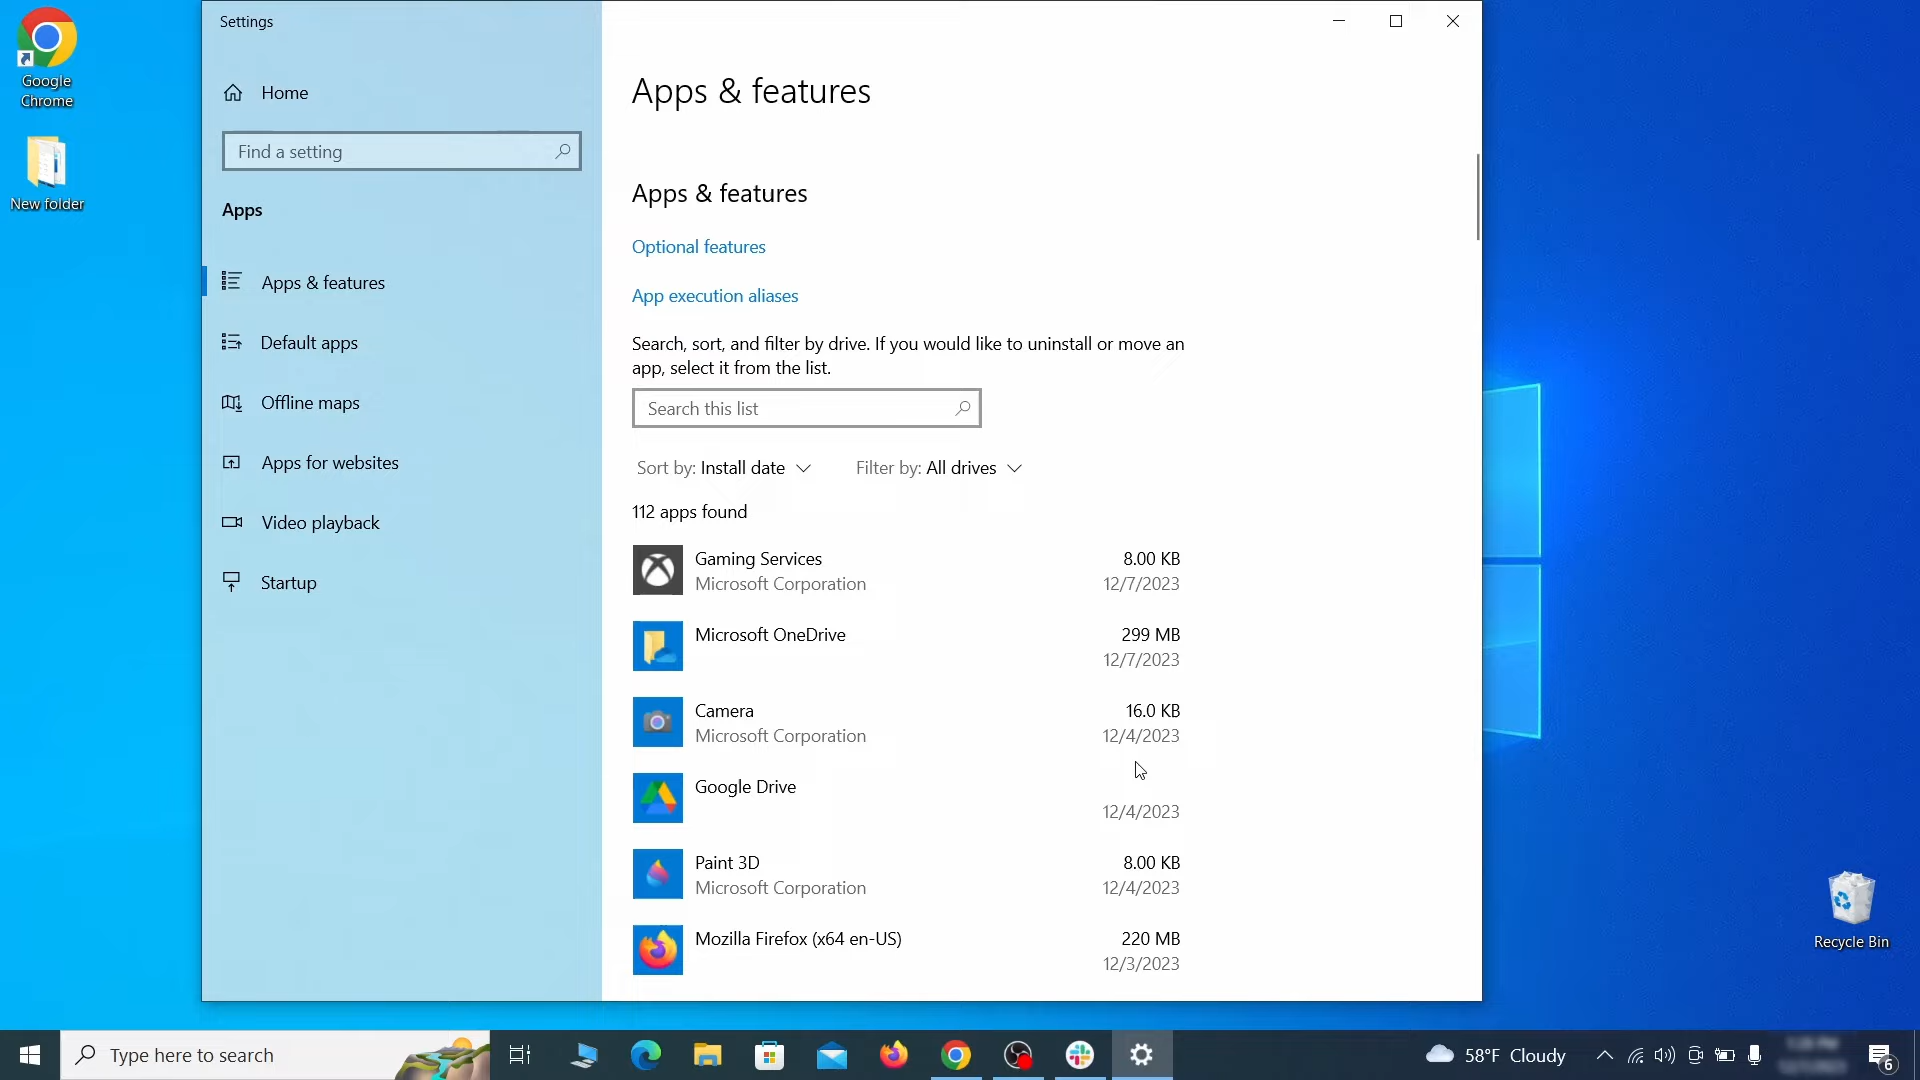 Google
Chrome
New folder
Settings
Home
Find a setting
Apps
Apps & features
Default apps
Offline maps
Apps for websites
Video playback
Startup
Apps & features
Apps & features
Optional features
App execution aliases
Search, sort, and filter by drive. If you would like to uninstall or move an
app, select it from the list.
Search this list
Sort by: Install date
Filter by: All drives
112 apps found
Gaming Services 8.00 KB
Microsoft Corporation 12/7/2023
Microsoft OneDrive 299 MB
12/7/2023
Camera 16.0 KB
Microsoft Corporation 12/4/2023
Google Drive
12/4/2023
Paint 3D 8.00 KB
Microsoft Corporation 12/4/2023
Mozilla Firefox (x64 en-US) 220 MB
12/3/2023
Recycle Bin
Type here to search
58°F Cloudy
6